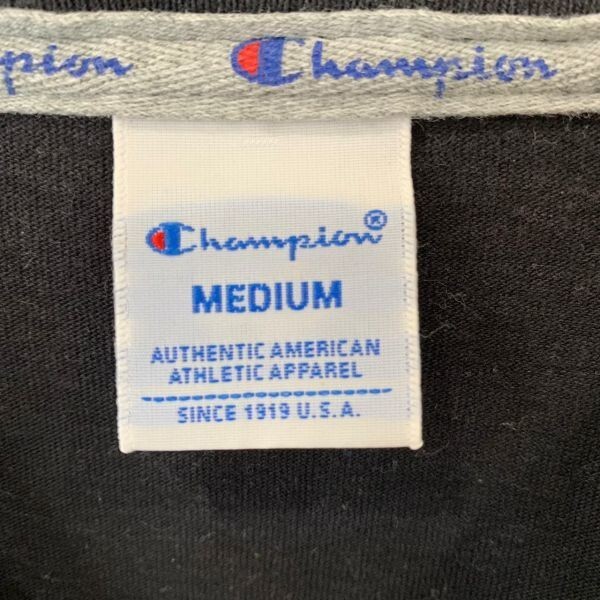 pion Champion
Champion®
MEDIUM
AUTHENTIC AMERICAN
ATHLETIC APPAREL
SINCE 1919 U.S.A.